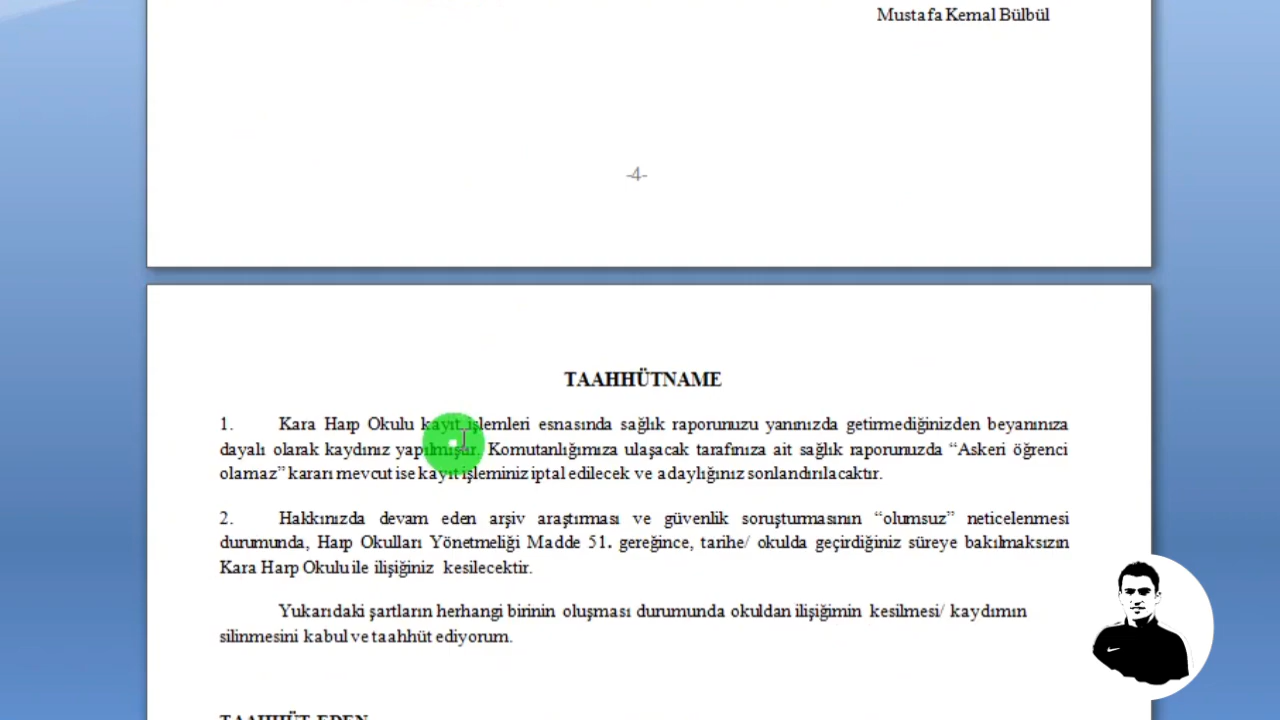 Mustafa Kemal Bülbül
-4-
TAAHHÜTNAME
1. Kara Harp Okulu kayıt işlemleri esnasında sağlık raporunuzu yanınızda getirmediğinizden beyanınıza
dayalı olarak kaydınız yapılmıştır. Komutanlığımıza ulaşacak tarafınıza ait sağlık raporunuzda “Askeri öğrenci
olamaz” kararı mevcut ise kayıt işleminiz iptal edilecek ve adaylığınız sonlandırılacaktır.
2. Hakkınızda devam eden arşiv araştırması ve güvenlik soruşturmasının “olumsuz” neticelenmesi
durumunda, Harp Okulları Yönetmeliği Madde 51. gereğince, tarihe/ okulda geçirdiğiniz süreye bakılmaksızın
Kara Harp Okulu ile ilişiğiniz kesilecektir.
Yukarıdaki şartların herhangi birinin oluşması durumunda okuldan ilişiğimin kesilmesi/ kaydımın
silinmesini kabul ve taahhüt ediyorum.
TAAHHÜT EDEN